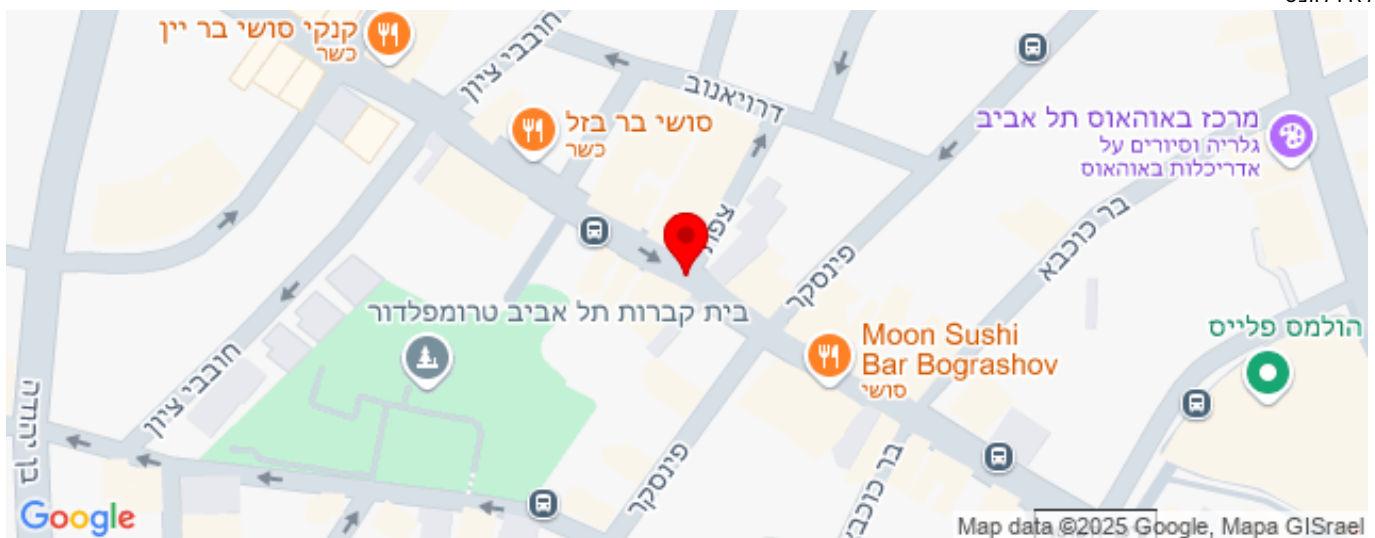 קנקי סושי בר יין
כשר
חובבי ציון
דרויאנוב
סושי בר בזל
כשר
מרכז באוהאוס תל אביב
גלריה וסיורים על
אדריכלות באוהאוס
בר כוכבא
פינסקר
בית קברות תל אביב טרומפלדור
Moon Sushi
Bar Bograshov
סושי
הולמס פלייס
חובבי ציון
בן יהודה
פינסקר
בר כוכבא
Google
Map data ©2025 Google, Mapa GISrael